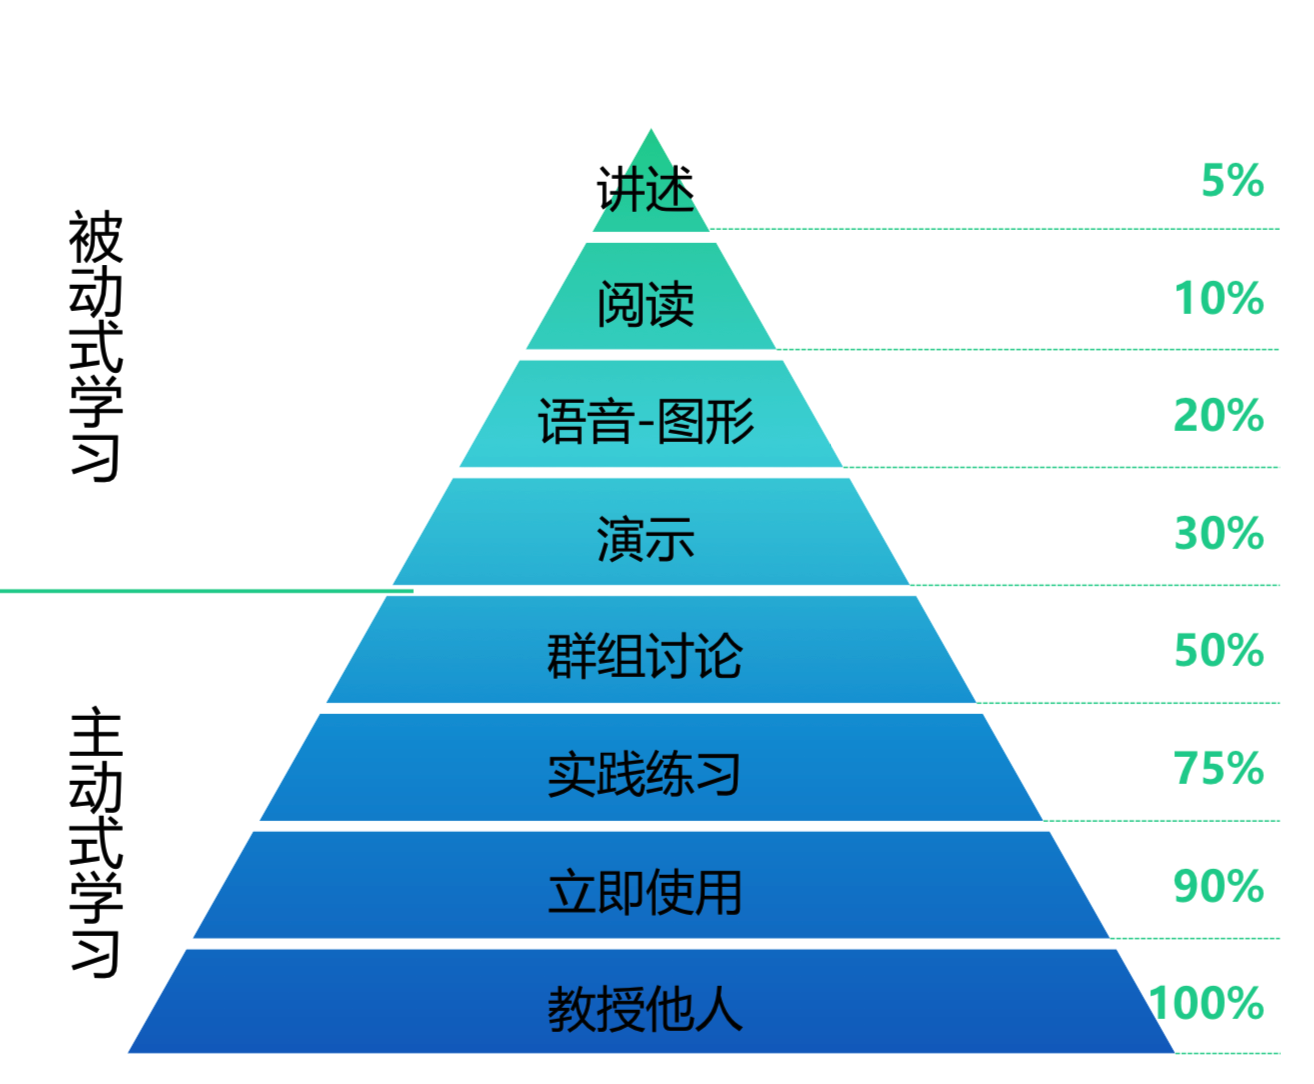 被动式学习
讲述 5%
阅读 10%
语音-图形 20%
演示 30%
主动式学习
群组讨论 50%
实践练习 75%
立即使用 90%
教授他人 100%